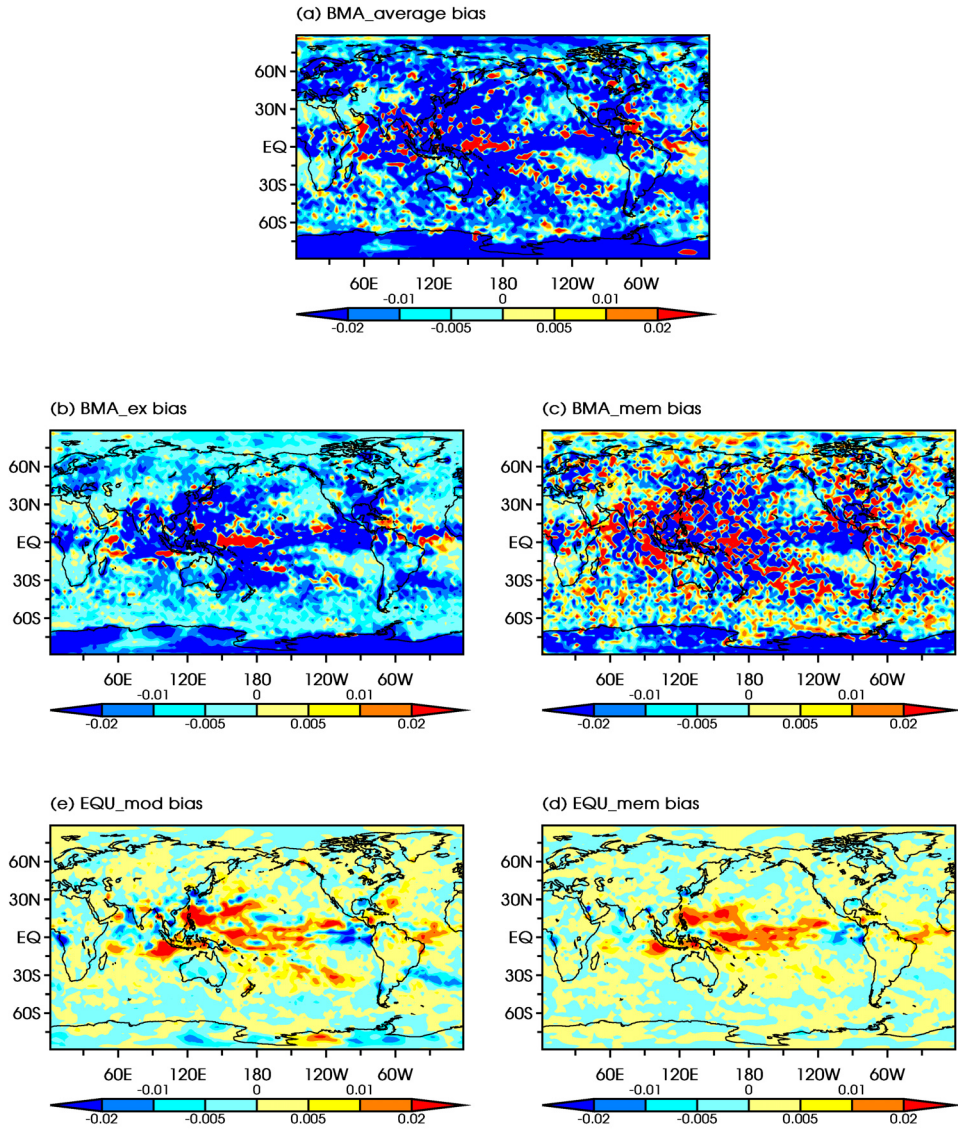 (a) BMA_average bias
60N
30N
EQ
30S
60S
60E 120E 180 120W 60W
-0.01 0 0.01
-0.02 -0.005 0.005 0.02
(b) BMA_ex bias
60N
30N
EQ
30S
60S
60E 120E 180 120W 60W
-0.01 0 0.01
-0.02 -0.005 0.005 0.02
(c) BMA_mem bias
60N
30N
EQ
30S
60S
60E 120E 180 120W 60W
-0.01 0 0.01
-0.02 -0.005 0.005 0.02
(e) EQU_mod bias
60N
30N
EQ
30S
60S
60E 120E 180 120W 60W
-0.01 0 0.01
-0.02 -0.005 0.005 0.02
(d) EQU_mem bias
60N
30N
EQ
30S
60S
60E 120E 180 120W 60W
-0.01 0 0.01
-0.02 -0.005 0.005 0.02